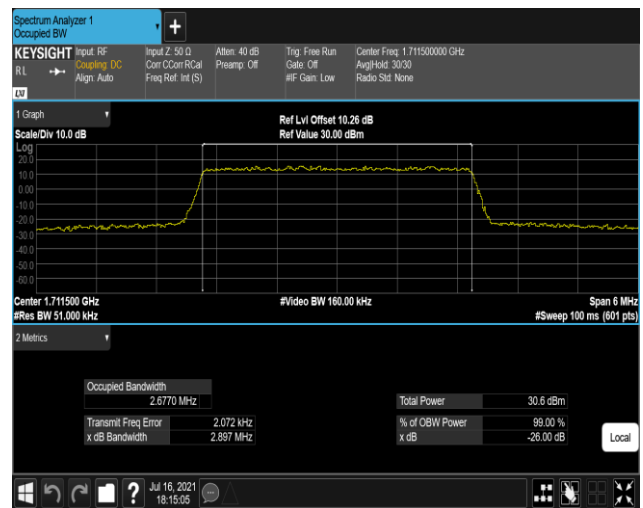 Spectrum Analyzer 1
Occupied BW
+
KEYSIGHT Input: RF Input Z: 50 Ω Atten: 40 dB Trig: Free Run Center Freq: 1.711500000 GHz
R L Coupling: DC Corr CCorr RCal Preamp: Off Gate: Off Avg|Hold: 30/30
Align: Auto Freq Ref: Int (S) #IF Gain: Low Radio Std: None
LXI
1 Graph
Ref Lvl Offset 10.26 dB
Scale/Div 10.0 dB Ref Value 30.00 dBm
Log
20.0
10.0
0.00
-10.0
-20.0
-30.0
-40.0
-50.0
-60.0
Center 1.711500 GHz #Video BW 160.00 kHz Span 6 MHz
#Res BW 51.000 kHz #Sweep 100 ms (601 pts)
2 Metrics
Occupied Bandwidth
2.6770 MHz Total Power 30.6 dBm
Transmit Freq Error 2.072 kHz % of OBW Power 99.00 %
x dB Bandwidth 2.897 MHz x dB -26.00 dB
Local
? Jul 16, 2021
18:15:05